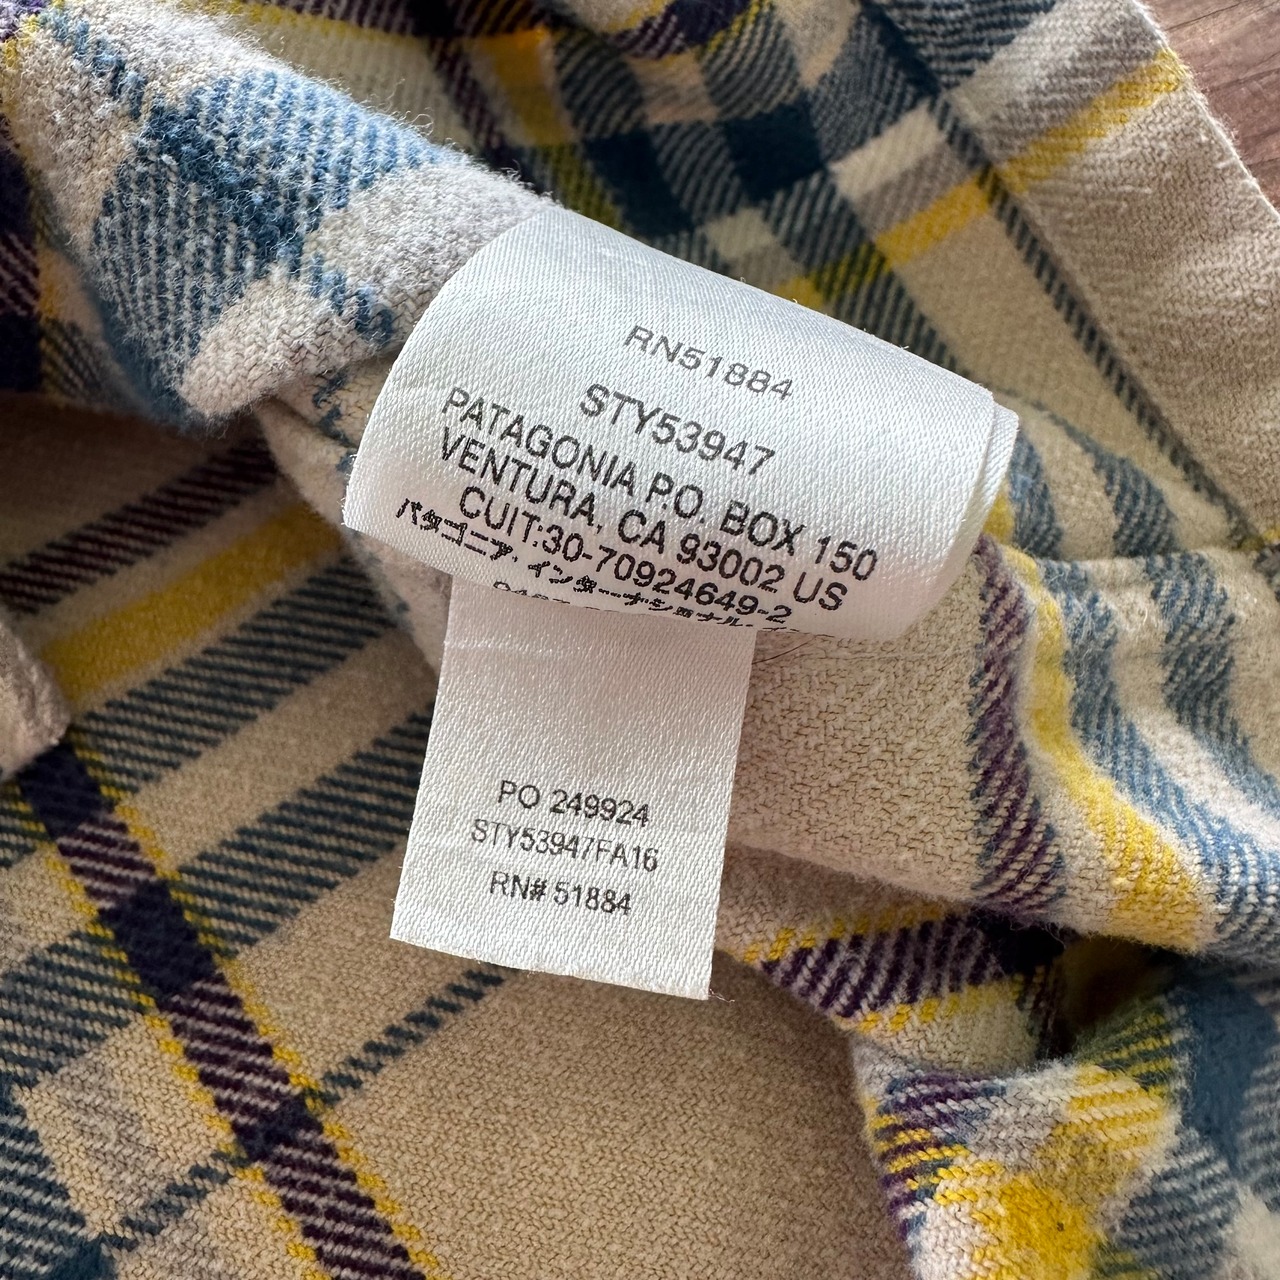 RN51884
STY53947
PATAGONIA P.O. BOX 150
VENTURA, CA 93002 US
CUIT:30-70924649-2
パタゴニア・インターナショナル・
PO 249924
STY53947FA16
RN# 51884